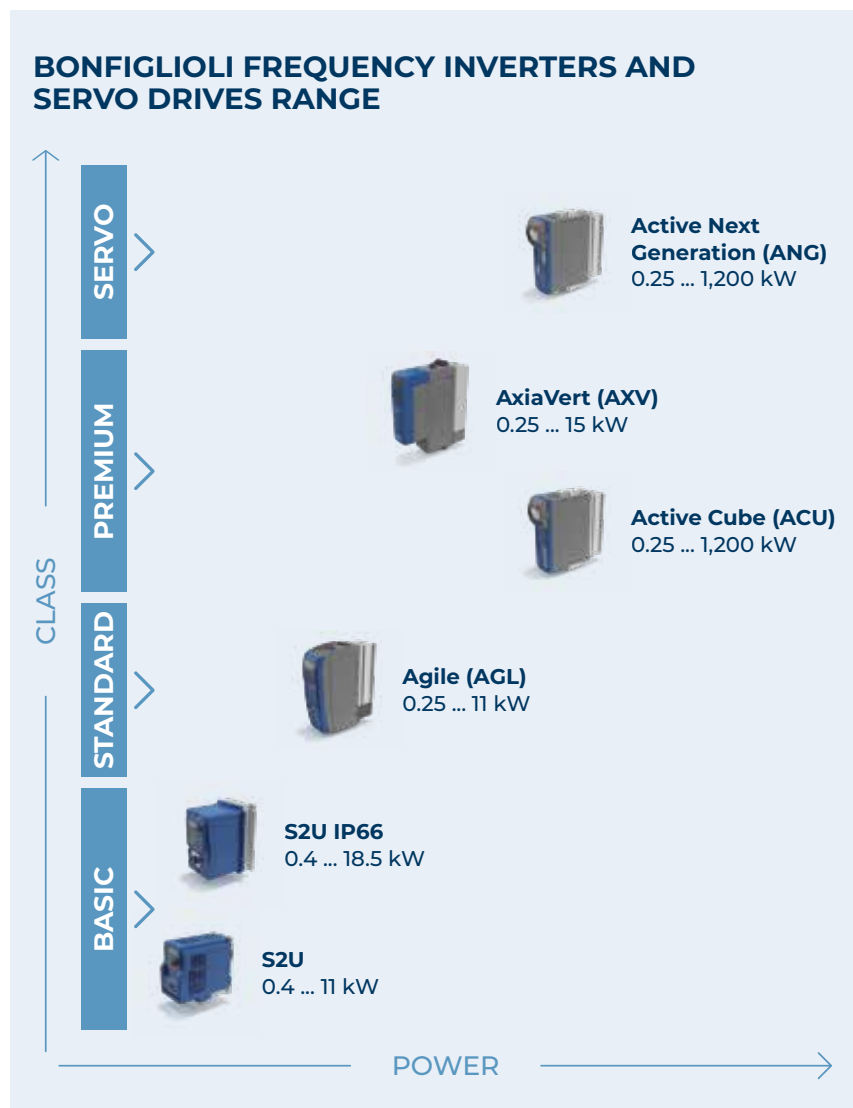 BONFIGLIOLI FREQUENCY INVERTERS AND
SERVO DRIVES RANGE
SERVO
Active Next
Generation (ANG)
0.25 ... 1,200 kW
PREMIUM
AxiaVert (AXV)
0.25 ... 15 kW
Active Cube (ACU)
0.25 ... 1,200 kW
CLASS
STANDARD
Agile (AGL)
0.25 ... 11 kW
BASIC
S2U IP66
0.4 ... 18.5 kW
S2U
0.4 ... 11 kW
POWER